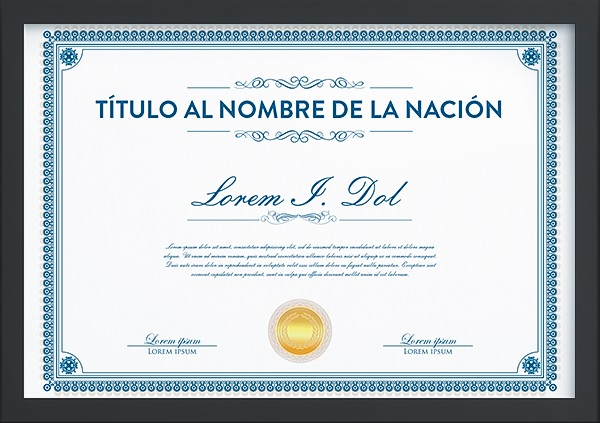 TÍTULO AL NOMBRE DE LA NACIÓN
Lorem I. Dol
Lorem ipsum dolor sit amet, consectetur adipiscing elit, sed do eiusmod tempor incididunt ut labore et dolore magna
aliqua. Ut enim ad minim veniam, quis nostrud exercitation ullamco laboris nisi ut aliquip ex ea commodo consequat.
Duis aute irure dolor in reprehenderit in voluptate velit esse cillum dolore eu fugiat nulla pariatur. Excepteur sint
occaecat cupidatat non proident, sunt in culpa qui officia deserunt mollit anim id est laborum.
Lorem ipsum
LOREM IPSUM
Lorem ipsum
LOREM IPSUM